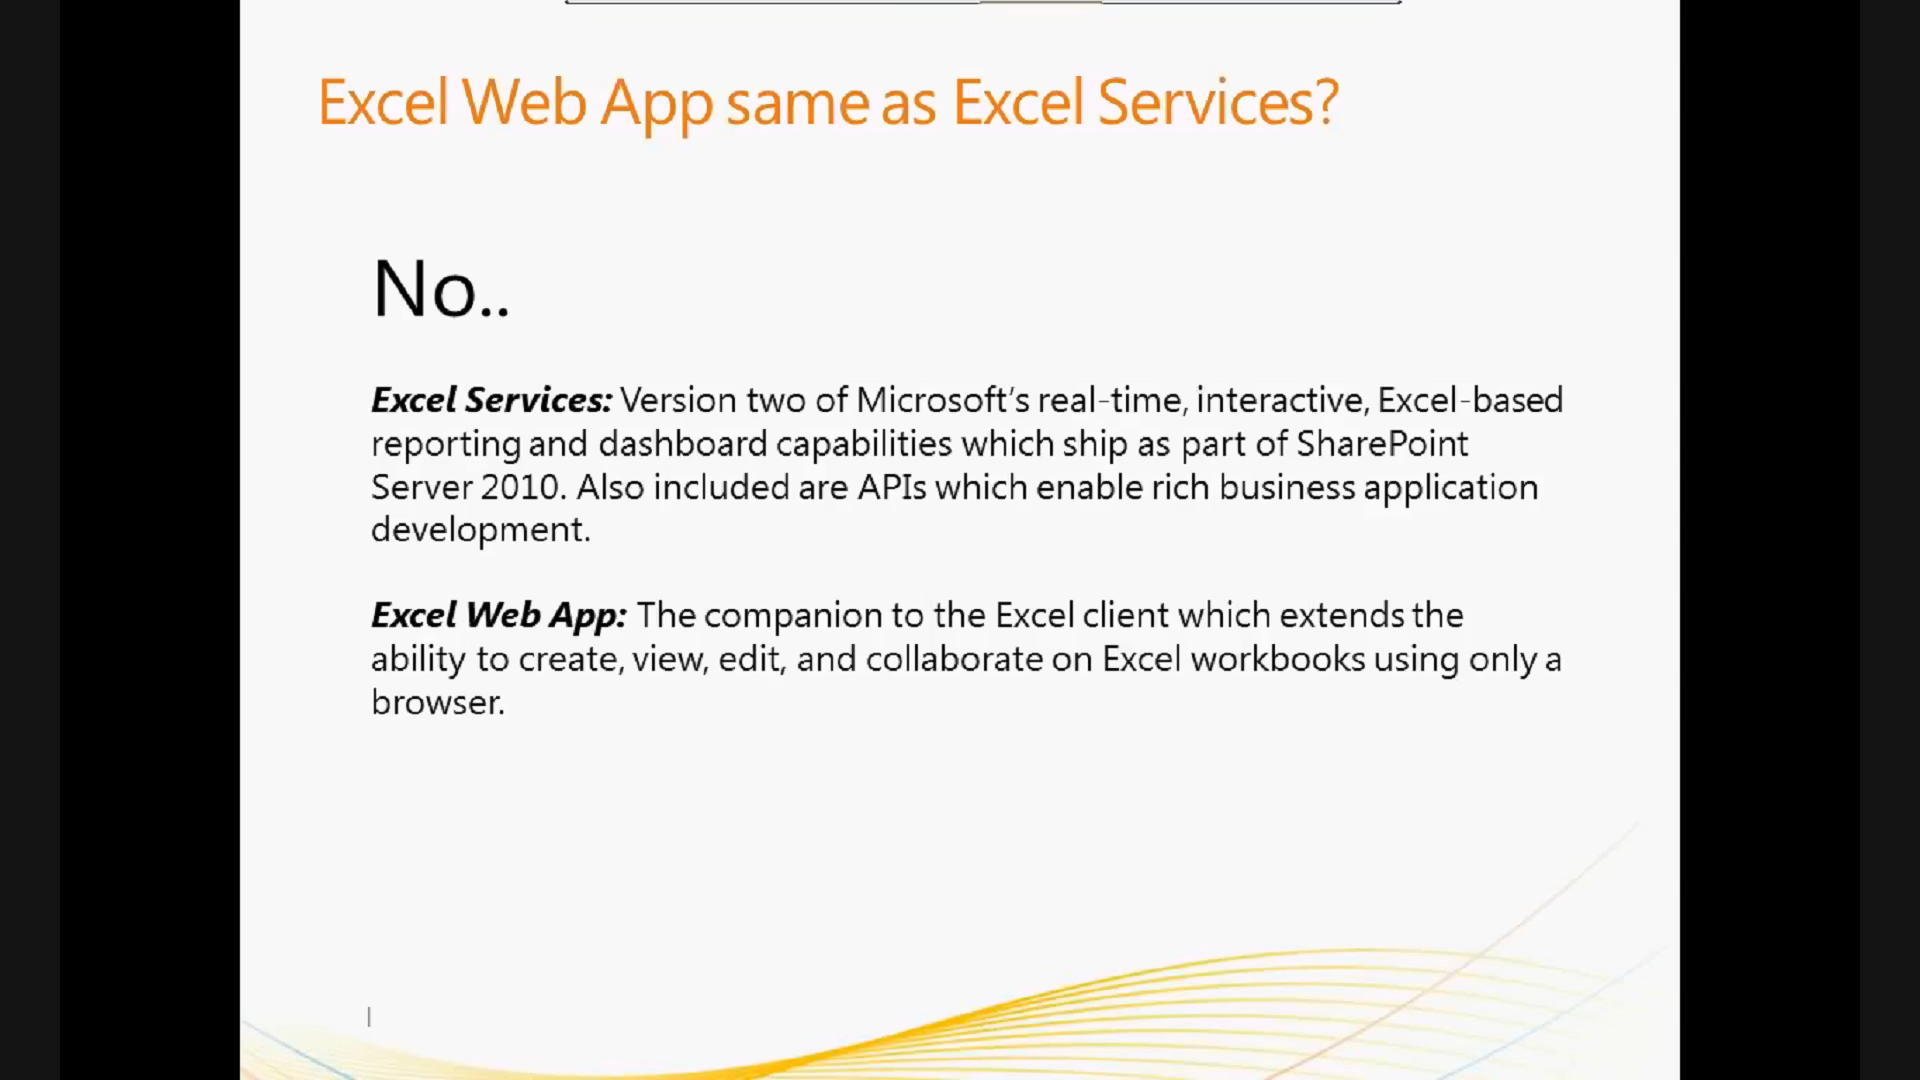 Excel Web App same as Excel Services?
No..
Excel Services: Version two of Microsoft's real-time, interactive, Excel-based
reporting and dashboard capabilities which ship as part of SharePoint
Server 2010. Also included are APIs which enable rich business application
development.
Excel Web App: The companion to the Excel client which extends the
ability to create, view, edit, and collaborate on Excel workbooks using only a
browser.